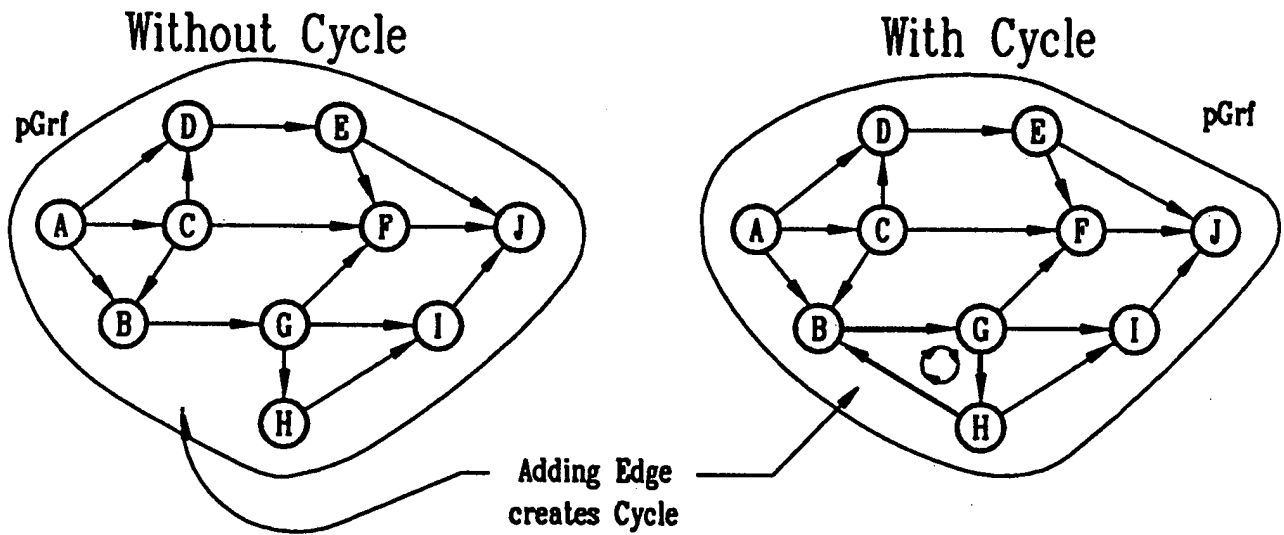 Without Cycle
With Cycle
pGrf
D
E
A
C
F
J
B
G
I
H
pGrf
D
E
A
C
F
J
B
G
I
H
Adding Edge
creates Cycle